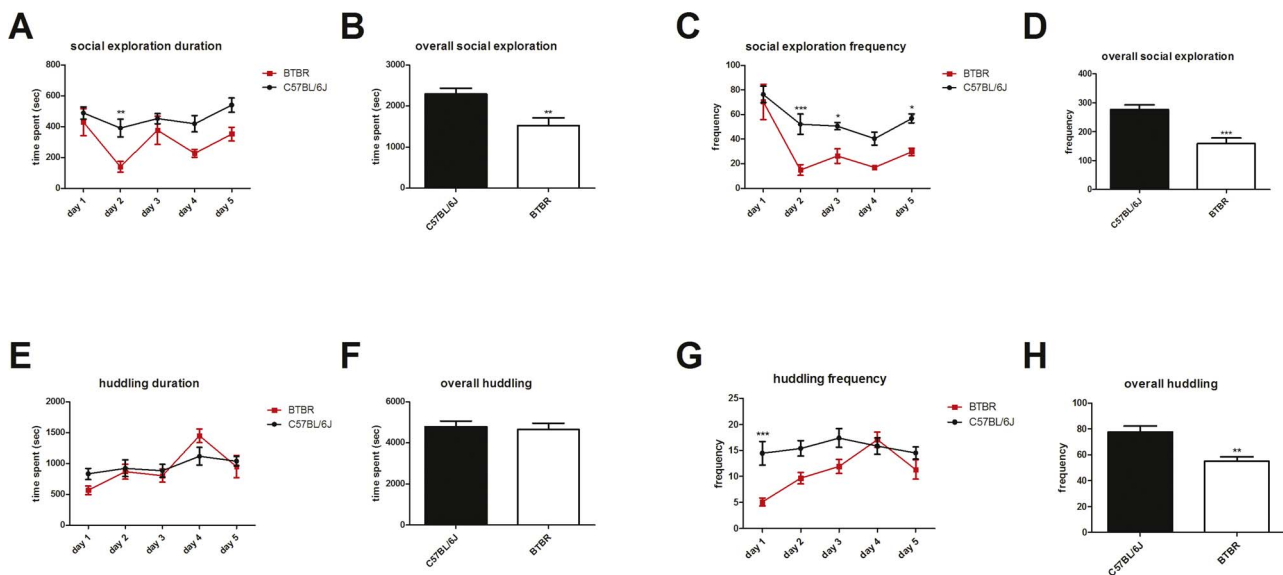 A
social exploration duration
800
600
400
200
0
time spent (sec)
**
BTBR
C57BL/6J
day 1
day 2
day 3
day 4
day 5
B
overall social exploration
3000
2000
1000
0
time spent (sec)
**
C57BL/6J
BTBR
C
social exploration frequency
100
80
60
40
20
0
frequency
***
*
*
BTBR
C57BL/6J
day 1
day 2
day 3
day 4
day 5
D
overall social exploration
400
300
200
100
0
frequency
***
C57BL/6J
BTBR
E
huddling duration
2000
1500
1000
500
0
time spent (sec)
BTBR
C57BL/6J
day 1
day 2
day 3
day 4
day 5
F
overall huddling
6000
4000
2000
0
time spent (sec)
C57BL/6J
BTBR
G
huddling frequency
25
20
15
10
5
0
frequency
***
BTBR
C57BL/6J
day 1
day 2
day 3
day 4
day 5
H
overall huddling
100
80
60
40
20
0
frequency
**
C57BL/6J
BTBR